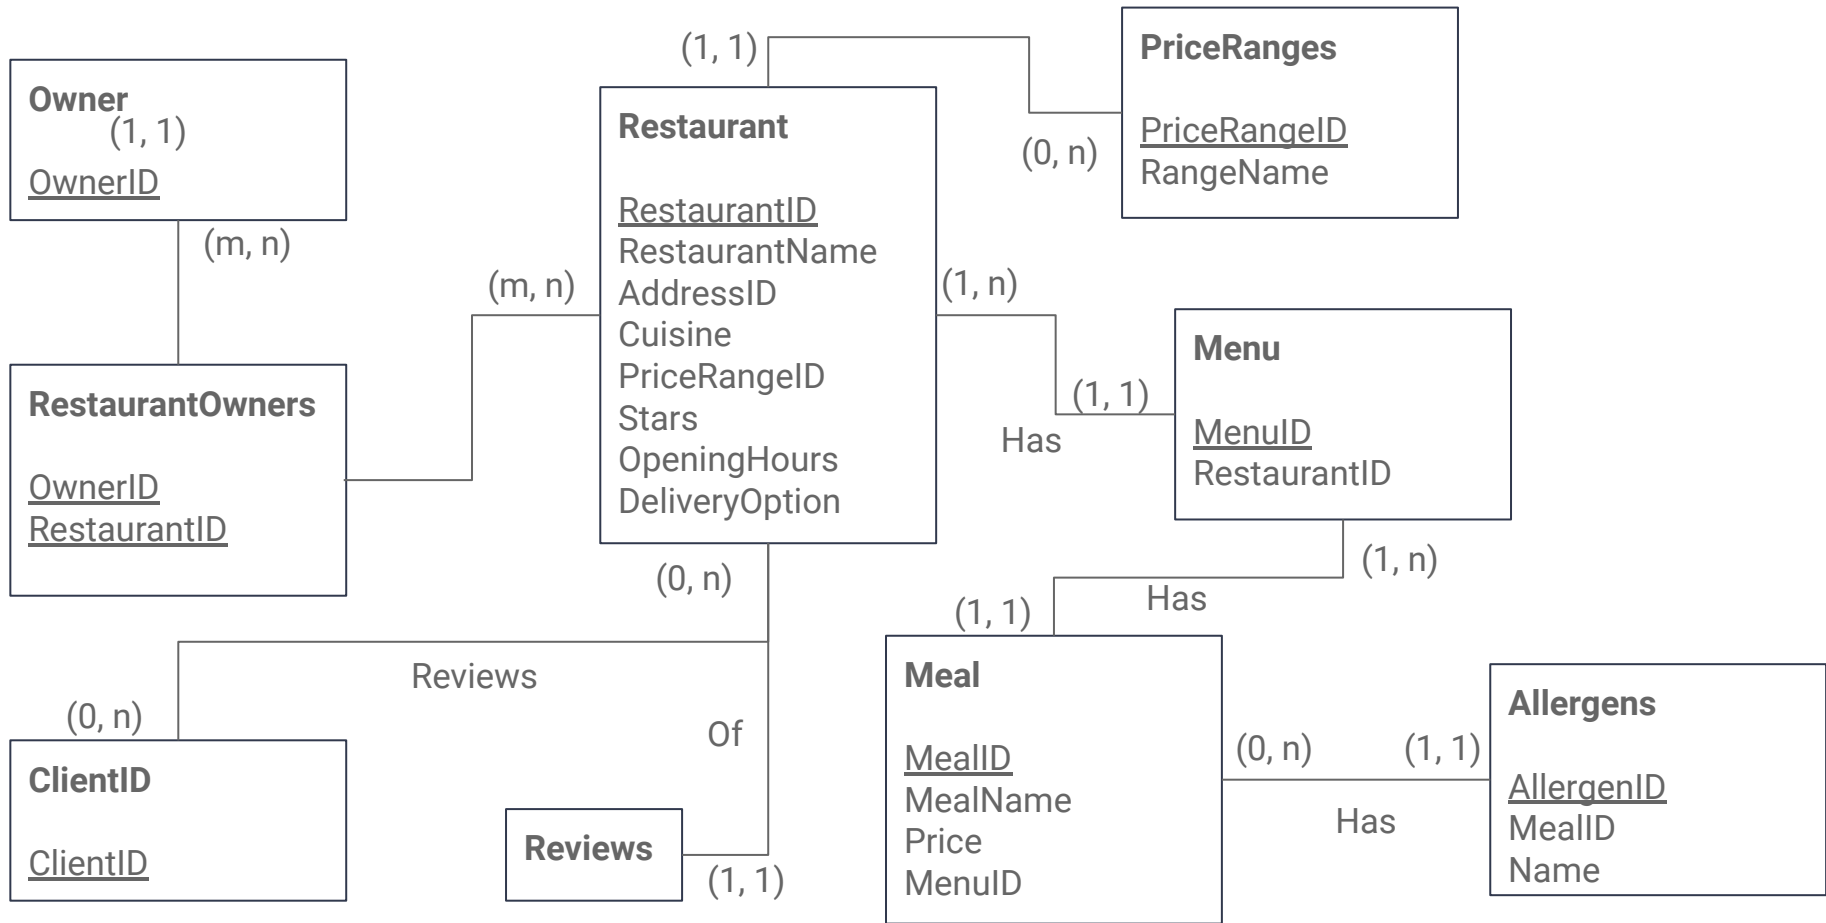 Owner
(1, 1)
OwnerID
(m, n)
RestaurantOwners
OwnerID
RestaurantID
(m, n)
(1, 1)
Restaurant
RestaurantID
RestaurantName
AddressID
Cuisine
PriceRangeID
Stars
OpeningHours
DeliveryOption
(0, n)
PriceRanges
PriceRangeID
RangeName
(1, n)
(1, 1)
Has
Menu
MenuID
RestaurantID
(1, n)
Has
(1, 1)
(0, n)
Reviews
(0, n)
ClientID
ClientID
Of
Reviews
(1, 1)
Meal
MealID
MealName
Price
MenuID
(0, n)
(1, 1)
Has
Allergens
AllergenID
MealID
Name